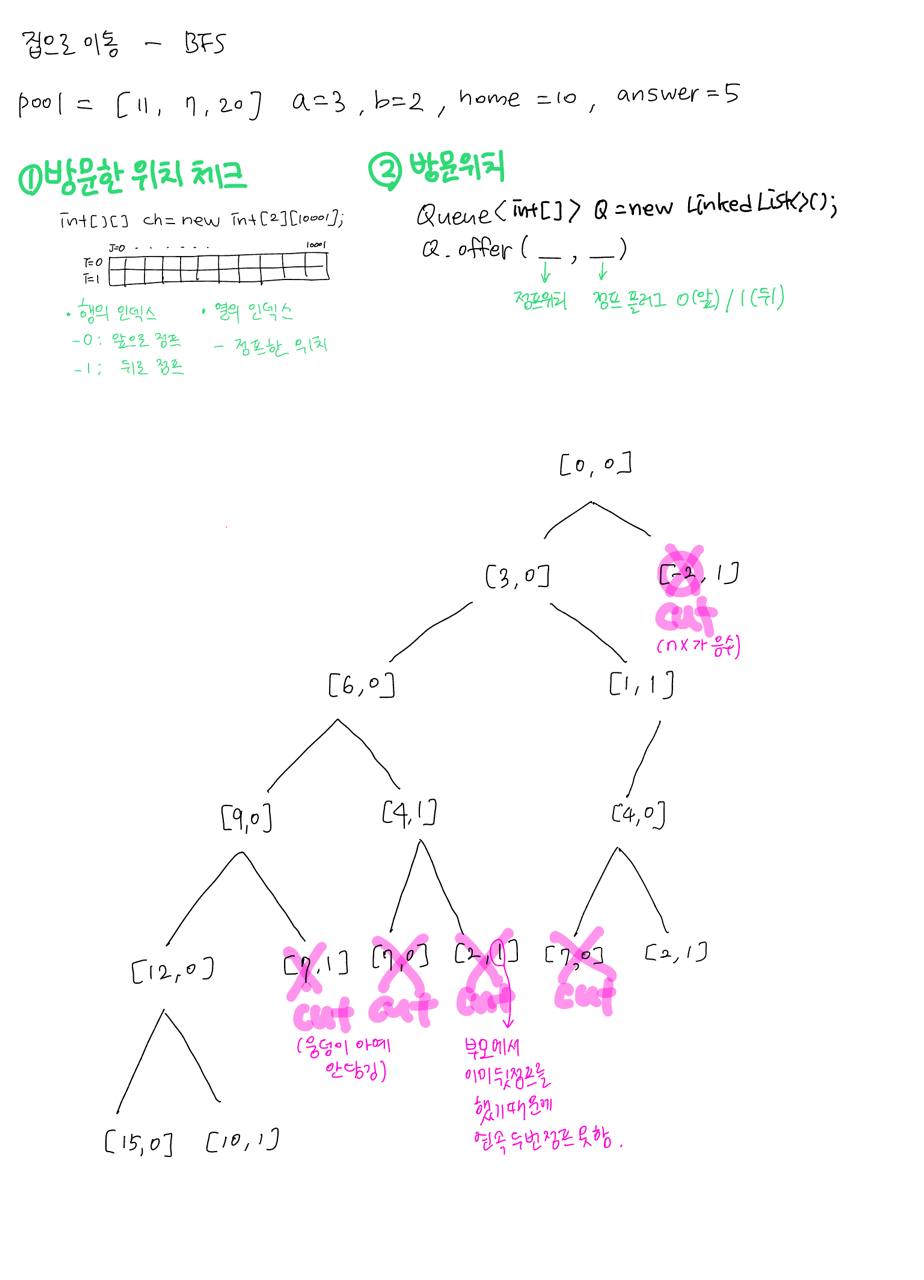 집으로 이동 - BFS
pool = [11, 7, 20] a=3, b=2, home =10, answer=5
①방문한 위치 체크
int[][] ch= new int[2][10001];
J=0 . . . . . . 10001
I=0
I=1
• 행의 인덱스
-0: 앞으로 점프
-1; 뒤로 점프
• 열의 인덱스
- 점프한 위치
② 방문위치
Queue<int[]> Q =new LinkedList<>();
Q.offer( __ , __ )
점프위치 점프 플러그 0(앞)/1(뒤)
[0,0]
[3,0] [-2,1]
cut
(nx가 음수)
[6,0] [1,1]
[9,0] [4,1] [4,0]
[12,0] [7,1] [7,0] [2,1] [7,0] [2,1]
cut cut cut cut
(웅덩이 아예
안담김)
부모에서
이미 뒷점프를
했기때문에
연속 두번점프 못함.
[15,0] [10,1]